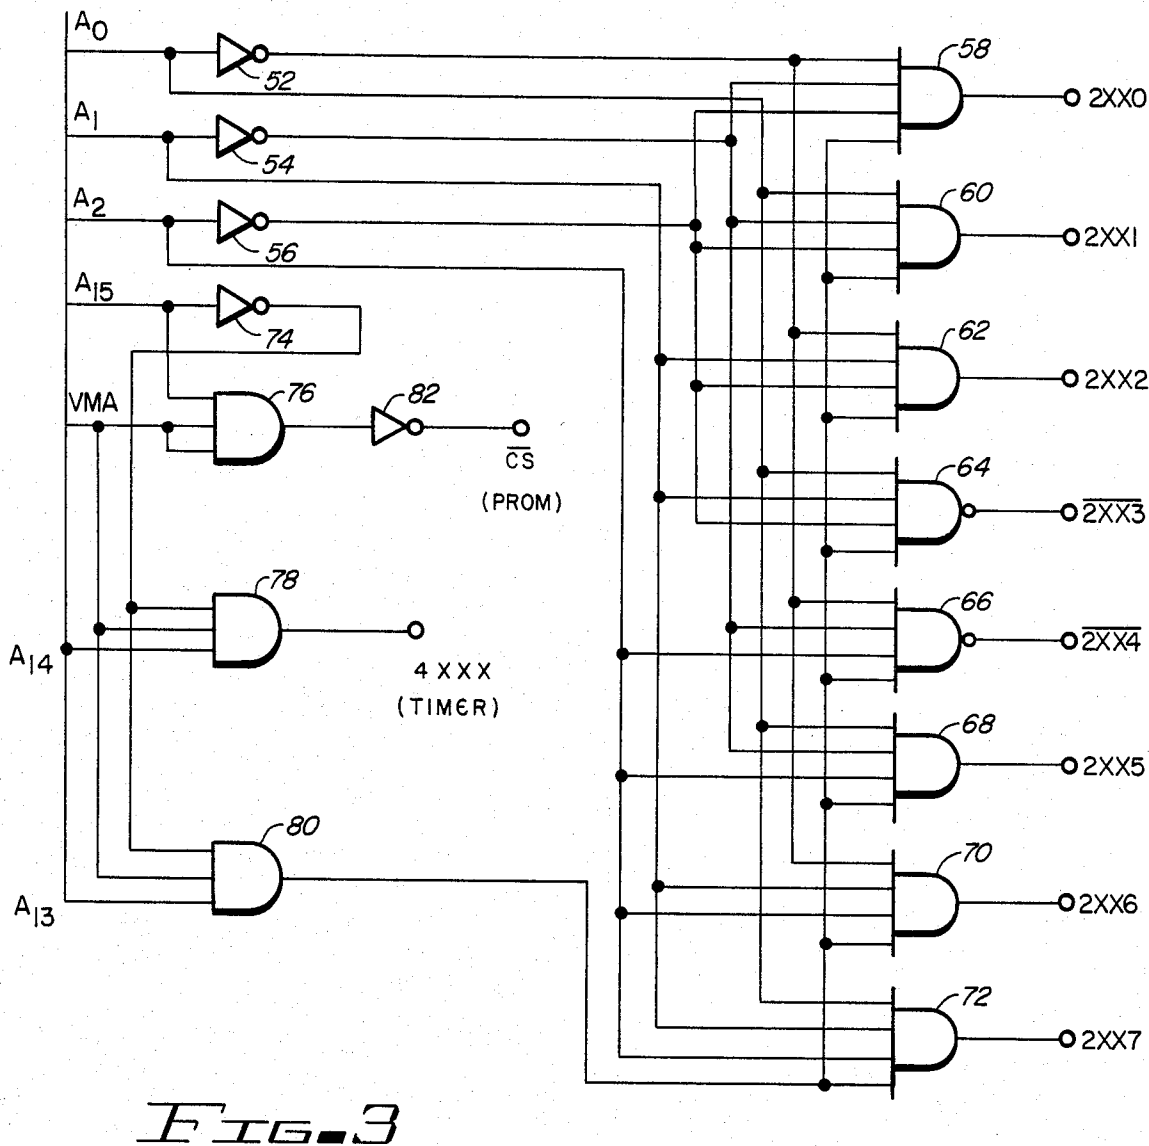 A0
52
58
2XX0
A1
54
A2
56
60
2XX1
A15
74
62
2XX2
VMA
76
82
CS
(PROM)
64
2XX3
78
66
2XX4
A14
4XXX
(TIMER)
68
2XX5
80
70
2XX6
A13
72
2XX7
FIG. 3